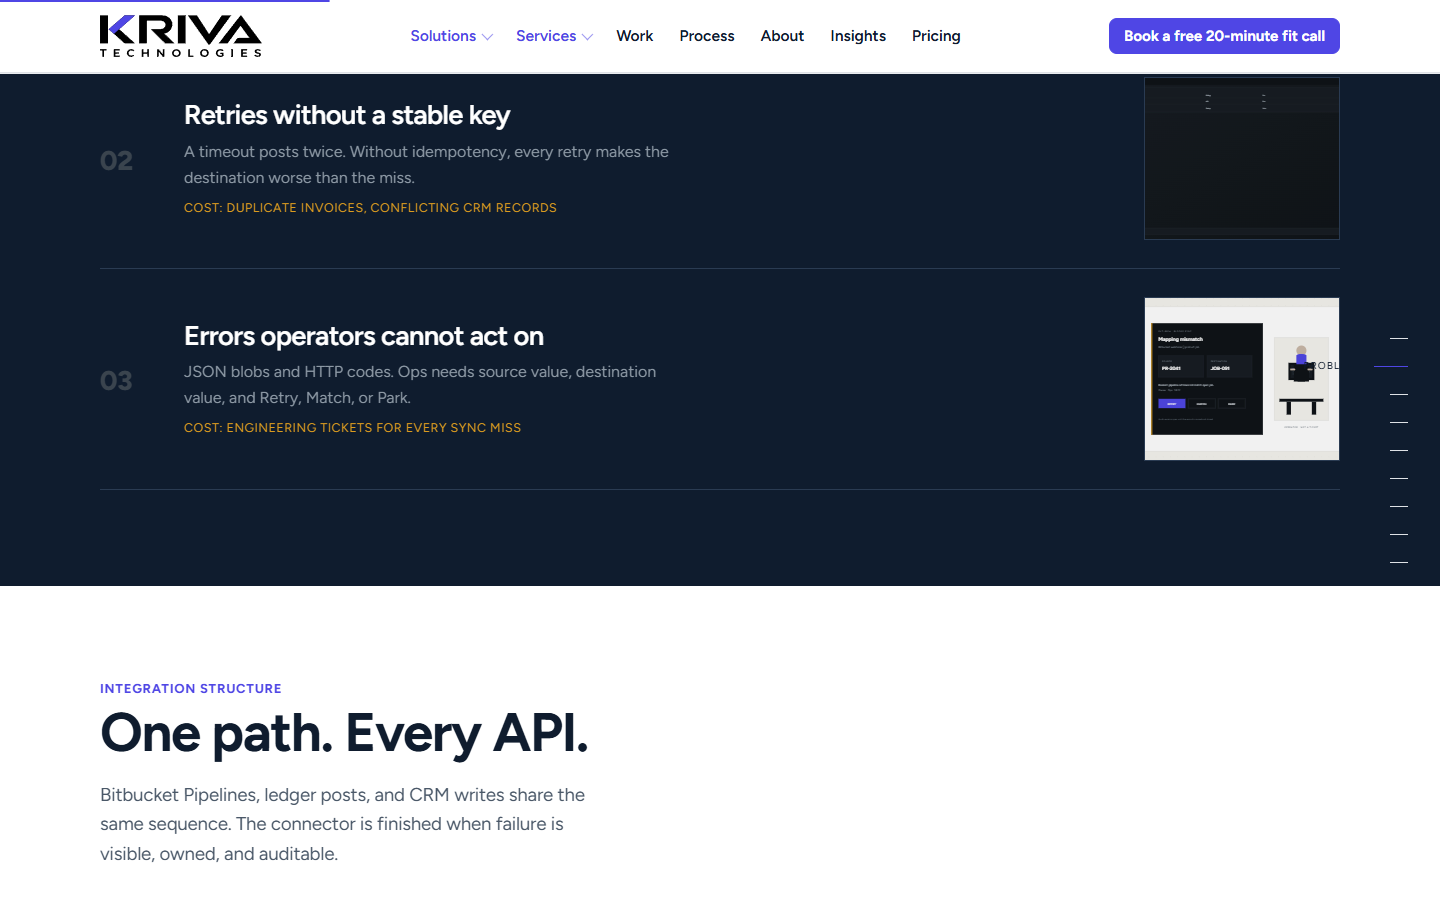 KRIVA
TECHNOLOGIES
Solutions
Services
Work
Process
About
Insights
Pricing
Book a free 20-minute fit call
02
Retries without a stable key
A timeout posts twice. Without idempotency, every retry makes the
destination worse than the miss.
COST: DUPLICATE INVOICES, CONFLICTING CRM RECORDS
03
Errors operators cannot act on
JSON blobs and HTTP codes. Ops needs source value, destination
value, and Retry, Match, or Park.
COST: ENGINEERING TICKETS FOR EVERY SYNC MISS
Mapping mismatch
PR-2041
JOB-091
ROBL
INTEGRATION STRUCTURE
One path. Every API.
Bitbucket Pipelines, ledger posts, and CRM writes share the
same sequence. The connector is finished when failure is
visible, owned, and auditable.